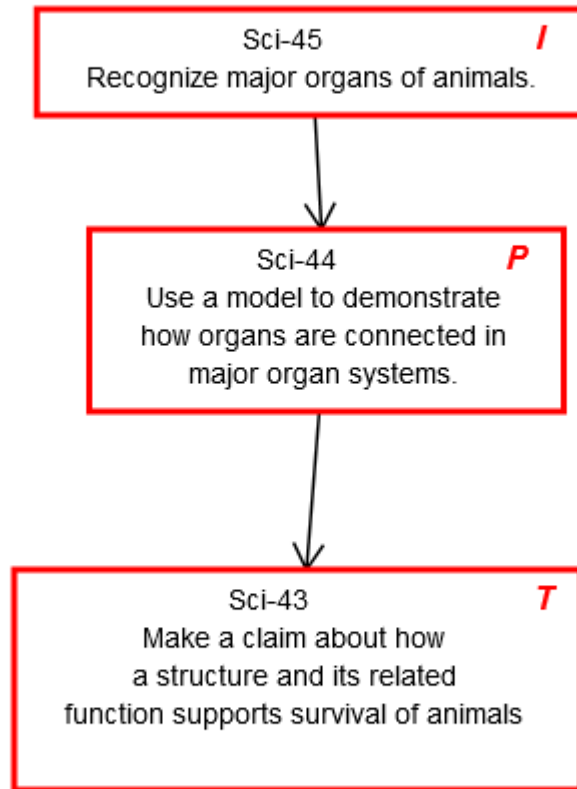 Sci-45 I
Recognize major organs of animals.
Sci-44 P
Use a model to demonstrate
how organs are connected in
major organ systems.
Sci-43 T
Make a claim about how
a structure and its related
function supports survival of animals